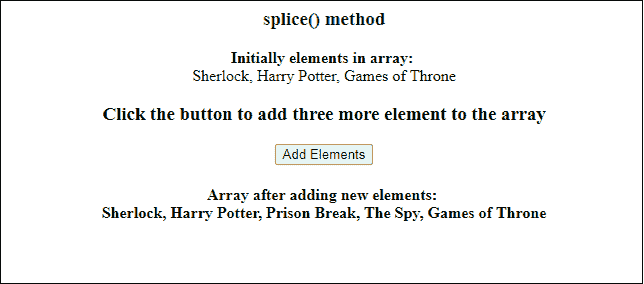 splice() method
Initially elements in array:
Sherlock, Harry Potter, Games of Throne
Click the button to add three more element to the array
Add Elements
Array after adding new elements:
Sherlock, Harry Potter, Prison Break, The Spy, Games of Throne